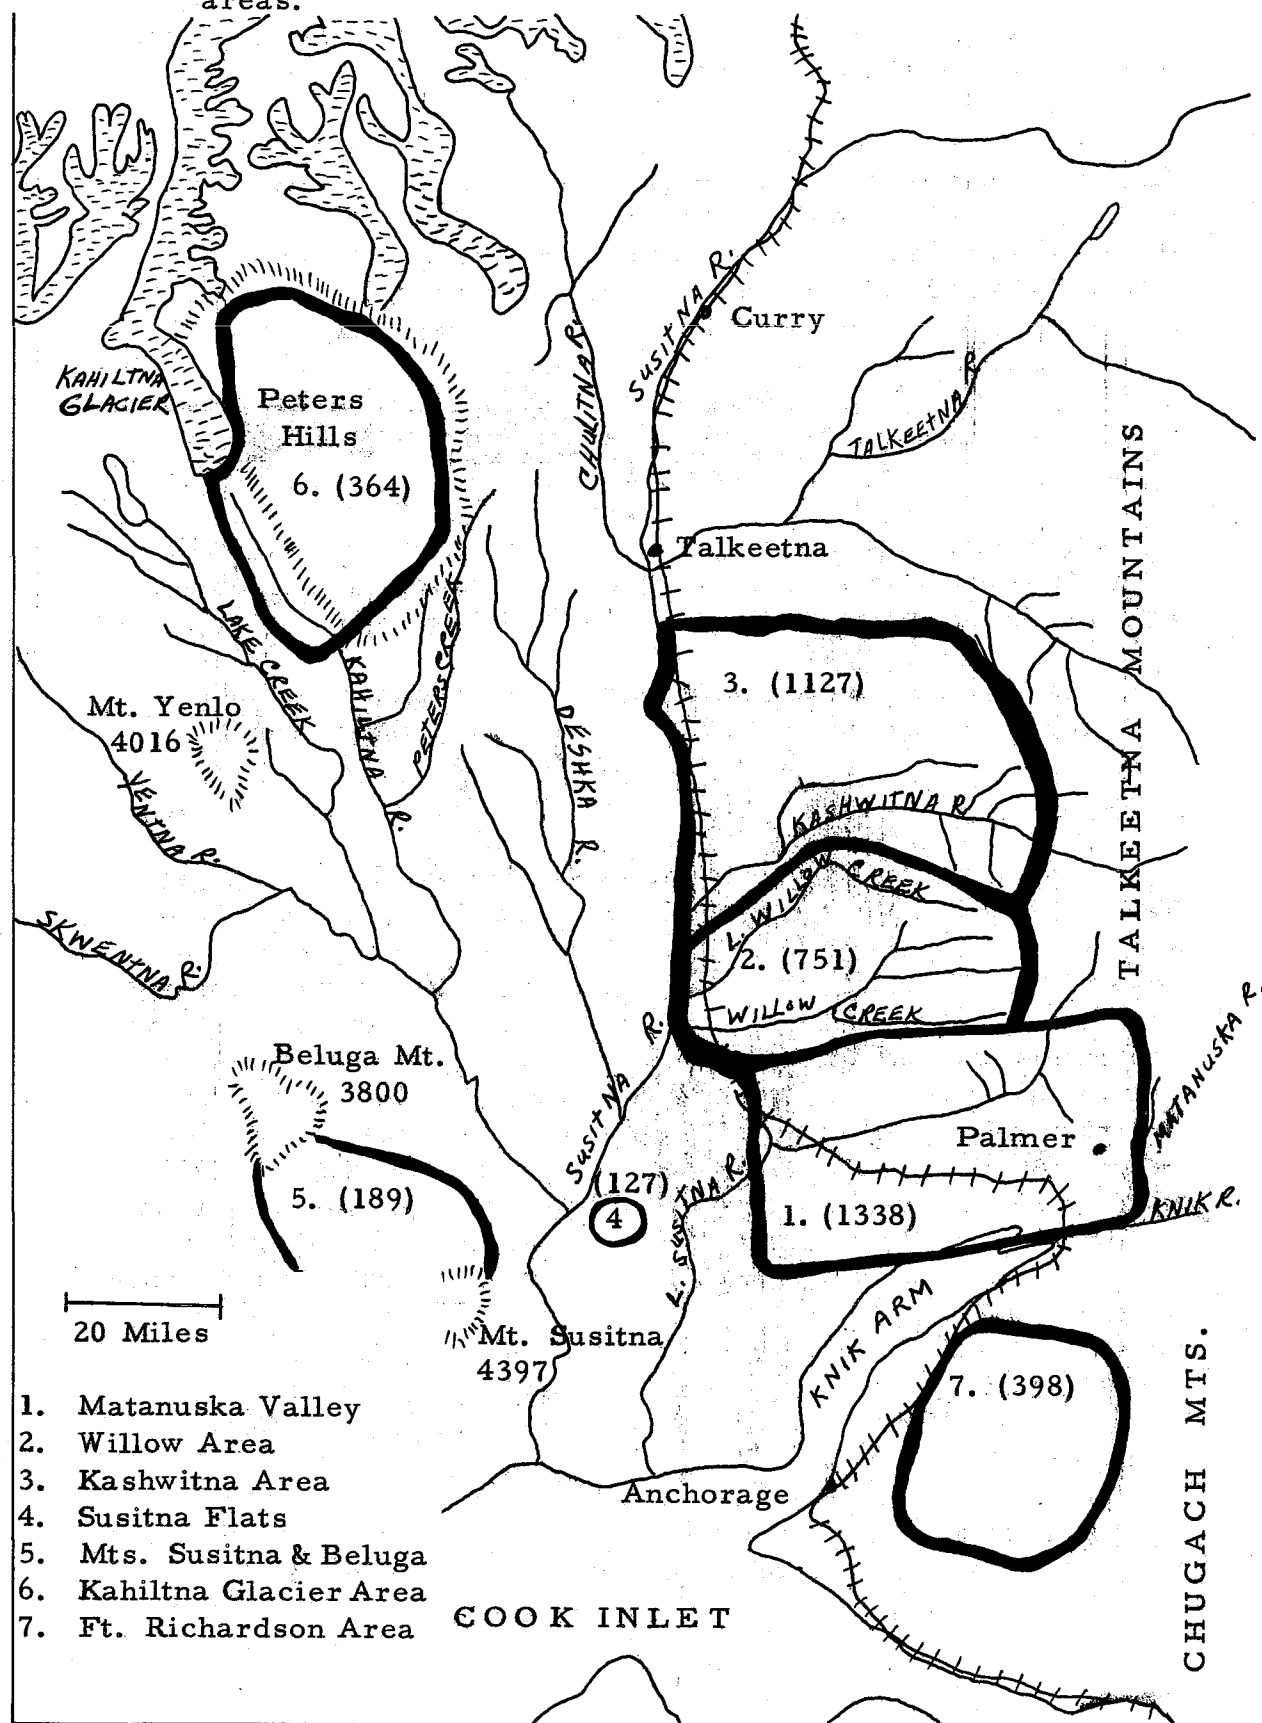 areas.
SUSITNA R.
Curry
CHULITNA R.
KAHILTNA
GLACIER
Peters
Hills
6. (364)
TALKEETNA R.
Talkeetna
TALKEETNA MOUNTAINS
LAKE CREEK
KAHILTNA R.
PETERS CREEK
DESHKA R.
3. (1127)
Mt. Yenlo
4016
YENTNA R.
KASHWITNA R.
L. WILLOW CREEK
SKWENTNA R.
2. (751)
WILLOW CREEK
MATANUSKA R.
Beluga Mt.
3800
SUSITNA R.
Palmer
5. (189)
(127)
4
L. SUSITNA R.
1. (1338)
KNIK R.
20 Miles
Mt. Susitna
4397
KNIK ARM
7. (398)
CHUGACH MTS.
1. Matanuska Valley
2. Willow Area
3. Kashwitna Area
4. Susitna Flats
5. Mts. Susitna & Beluga
6. Kahiltna Glacier Area
7. Ft. Richardson Area
Anchorage
COOK INLET